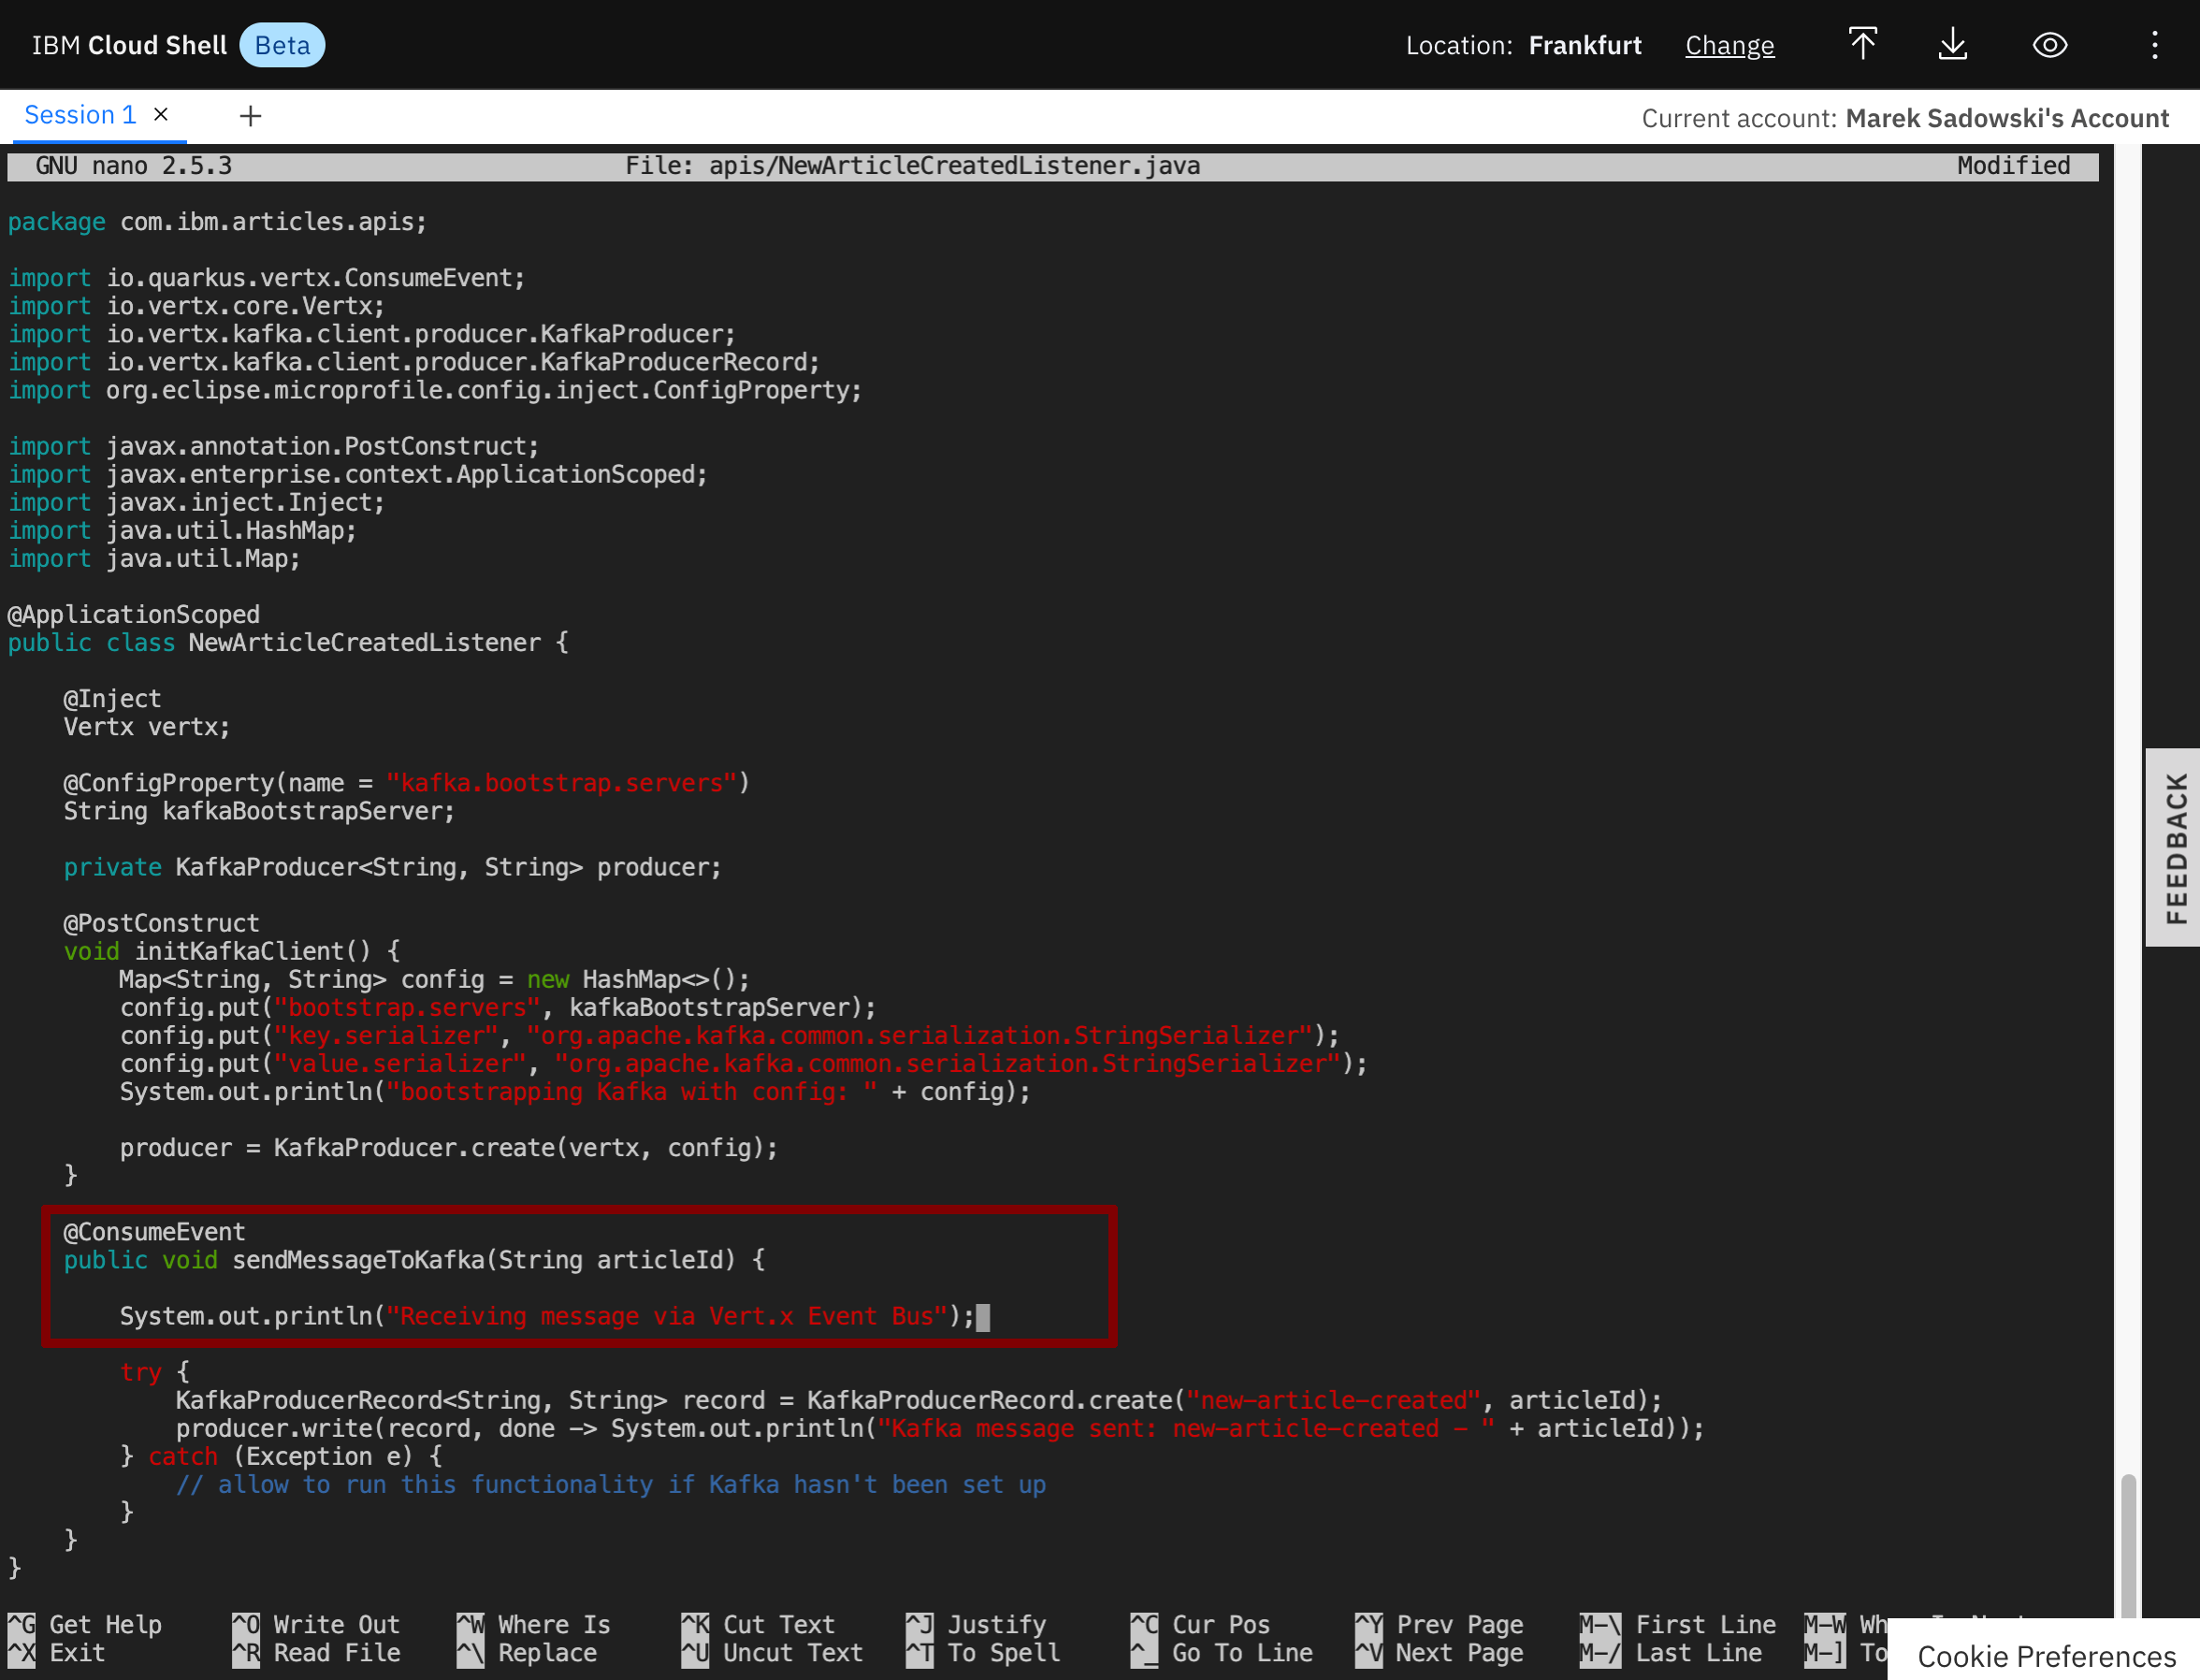 IBM Cloud Shell Beta Location: Frankfurt Change
Session 1 × + Current account: Marek Sadowski's Account
GNU nano 2.5.3 File: apis/NewArticleCreatedListener.java Modified
package com.ibm.articles.apis;
import io.quarkus.vertx.ConsumeEvent;
import io.vertx.core.Vertx;
import io.vertx.kafka.client.producer.KafkaProducer;
import io.vertx.kafka.client.producer.KafkaProducerRecord;
import org.eclipse.microprofile.config.inject.ConfigProperty;
import javax.annotation.PostConstruct;
import javax.enterprise.context.ApplicationScoped;
import javax.inject.Inject;
import java.util.HashMap;
import java.util.Map;
@ApplicationScoped
public class NewArticleCreatedListener {
    @Inject
    Vertx vertx;
    @ConfigProperty(name = "kafka.bootstrap.servers")
    String kafkaBootstrapServer;
    private KafkaProducer<String, String> producer;
    @PostConstruct
    void initKafkaClient() {
        Map<String, String> config = new HashMap<>();
        config.put("bootstrap.servers", kafkaBootstrapServer);
        config.put("key.serializer", "org.apache.kafka.common.serialization.StringSerializer");
        config.put("value.serializer", "org.apache.kafka.common.serialization.StringSerializer");
        System.out.println("bootstrapping Kafka with config: " + config);
        producer = KafkaProducer.create(vertx, config);
    }
    @ConsumeEvent
    public void sendMessageToKafka(String articleId) {
        System.out.println("Receiving message via Vert.x Event Bus");
        try {
            KafkaProducerRecord<String, String> record = KafkaProducerRecord.create("new-article-created", articleId);
            producer.write(record, done -> System.out.println("Kafka message sent: new-article-created - " + articleId));
        } catch (Exception e) {
            // allow to run this functionality if Kafka hasn't been set up
        }
    }
}
FEEDBACK
^G Get Help ^O Write Out ^W Where Is ^K Cut Text ^J Justify ^C Cur Pos ^Y Prev Page M-\ First Line M-W
^X Exit ^R Read File ^\ Replace ^U Uncut Text ^T To Spell ^_ Go To Line ^V Next Page M-/ Last Line M-] To
Cookie Preferences